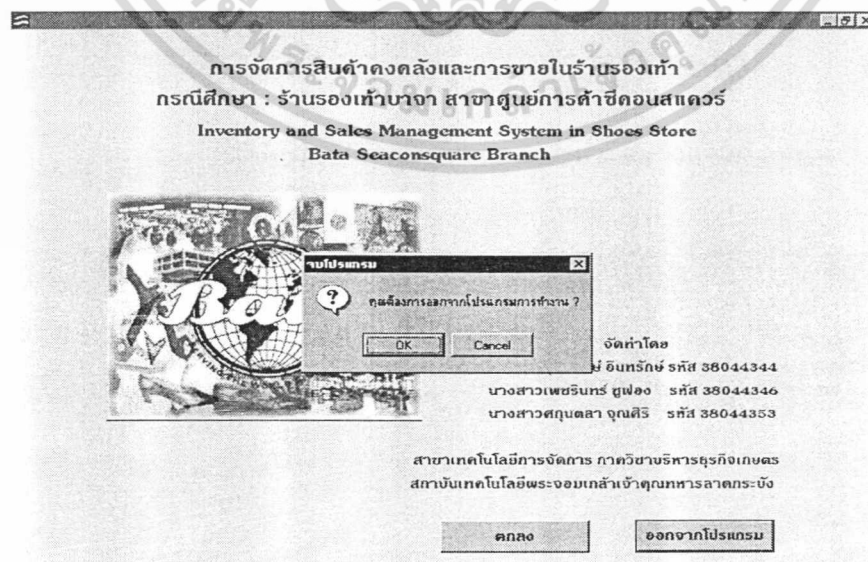 การจัดการสินค้าคงคลังและการขายในร้านรองเท้า
กรณีศึกษา : ร้านรองเท้าบาจา สาขาศูนย์การค้าซีคอนสแควร์
Inventory and Sales Management System in Shoes Store
Bata Seaconsquare Branch
จบโปรแกรม
คุณต้องการออกจากโปรแกรมการทำงาน ?
OK Cancel
จัดทำโดย
อินทรักษ์ รหัส 38044344
นางสาวเพชรินทร์ ชูฟอง รหัส 38044346
นางสาวศกุนตลา จุณศิริ รหัส 38044353
สาขาเทคโนโลยีการจัดการ ภาควิชาบริหารธุรกิจเกษตร
สถาบันเทคโนโลยีพระจอมเกล้าเจ้าคุณทหารลาดกระบัง
ตกลง ออกจากโปรแกรม